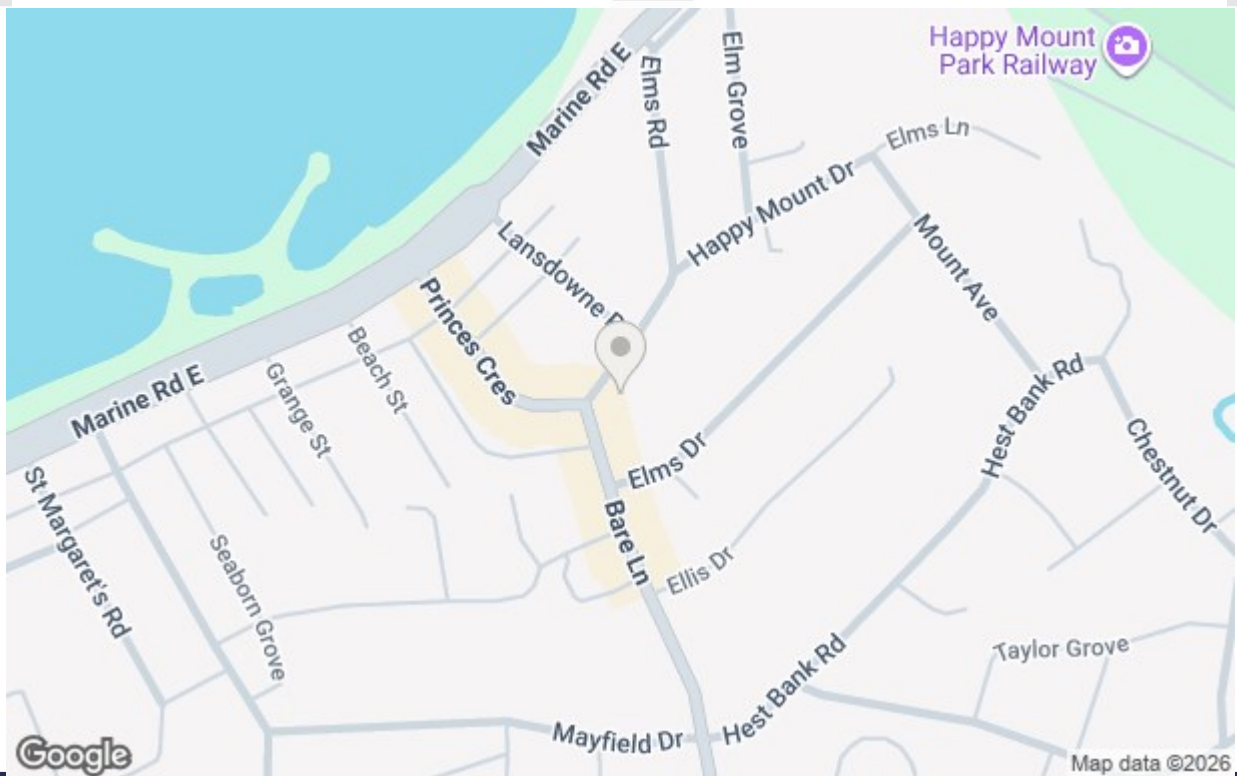 Happy Mount
Park Railway
Marine Rd E
Elms Rd
Elm Grove
Elms Ln
Happy Mount Dr
Lansdowne
Mount Ave
Princes Cres
Beach St
Grange St
Marine Rd E
Hest Bank Rd
Chestnut Dr
Elms Dr
St Margaret's Rd
Seaborn Grove
Bare Ln
Ellis Dr
Taylor Grove
Hest Bank Rd
Mayfield Dr
Google
Map data ©2026